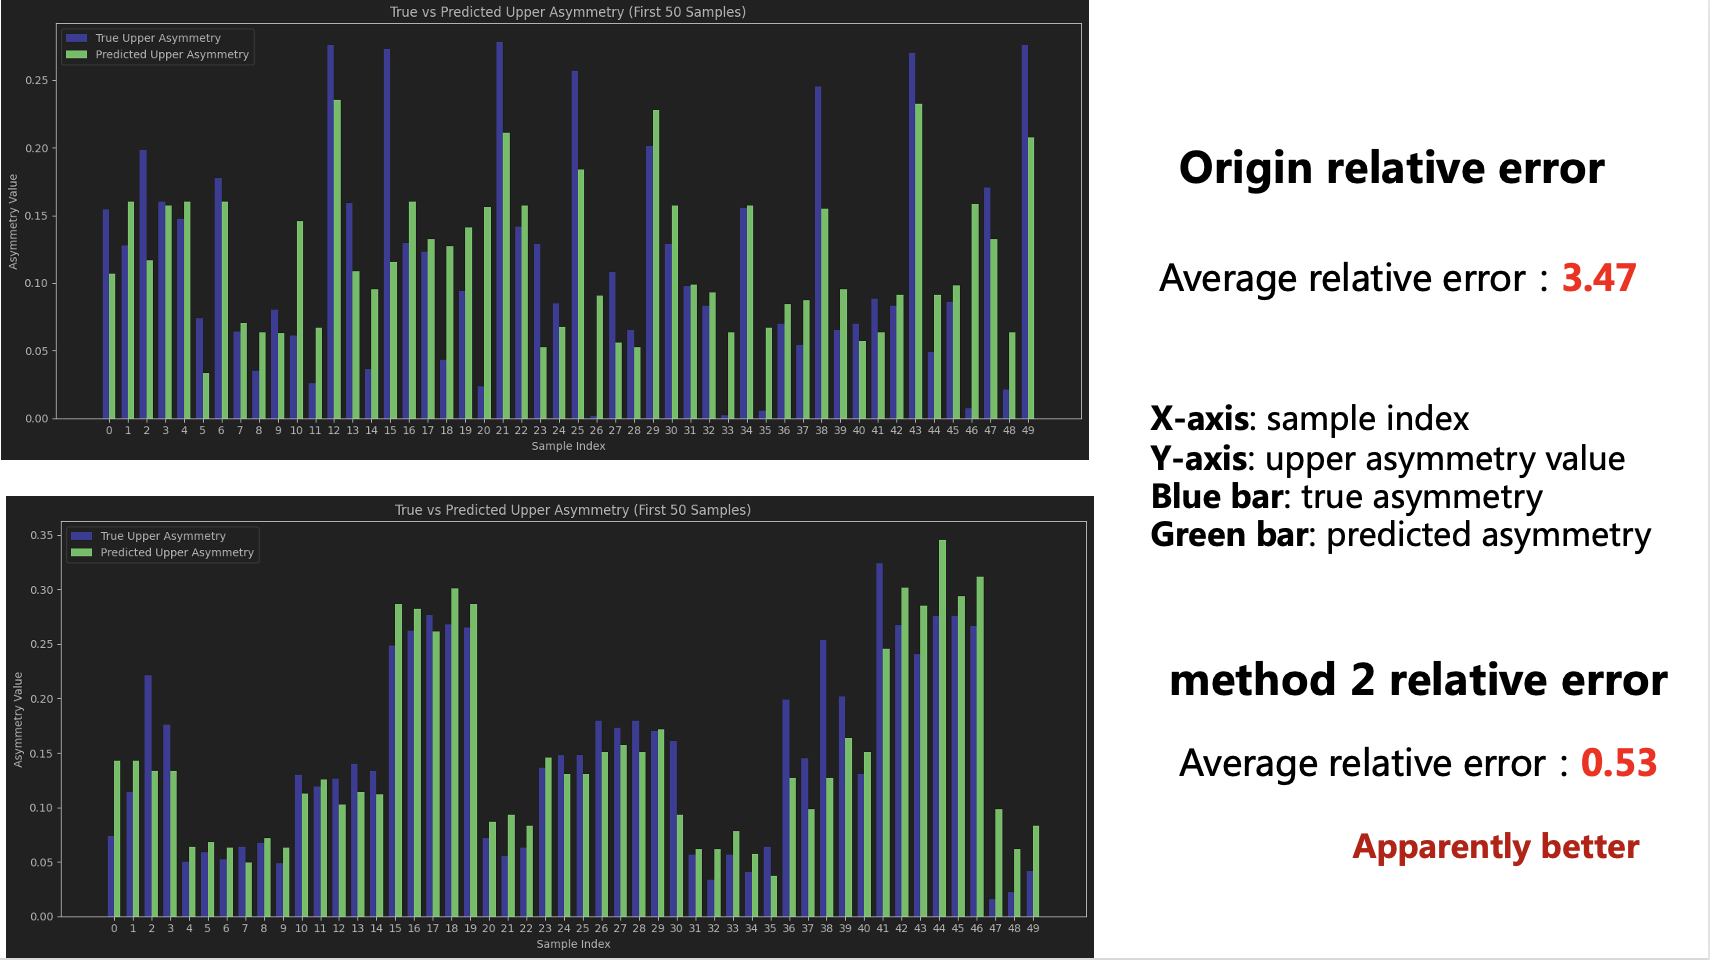 True vs Predicted Upper Asymmetry (First 50 Samples)
True Upper Asymmetry
Predicted Upper Asymmetry
Asymmetry Value
0.25
0.20
0.15
0.10
0.05
0.00
0 1 2 3 4 5 6 7 8 9 10 11 12 13 14 15 16 17 18 19 20 21 22 23 24 25 26 27 28 29 30 31 32 33 34 35 36 37 38 39 40 41 42 43 44 45 46 47 48 49
Sample Index
Origin relative error
Average relative error : 3.47
X-axis: sample index
Y-axis: upper asymmetry value
Blue bar: true asymmetry
Green bar: predicted asymmetry
True vs Predicted Upper Asymmetry (First 50 Samples)
True Upper Asymmetry
Predicted Upper Asymmetry
Asymmetry Value
0.35
0.30
0.25
0.20
0.15
0.10
0.05
0.00
0 1 2 3 4 5 6 7 8 9 10 11 12 13 14 15 16 17 18 19 20 21 22 23 24 25 26 27 28 29 30 31 32 33 34 35 36 37 38 39 40 41 42 43 44 45 46 47 48 49
Sample Index
method 2 relative error
Average relative error : 0.53
Apparently better